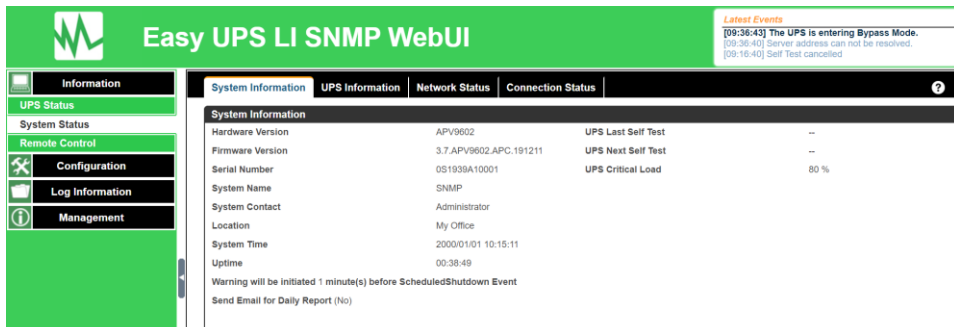 Easy UPS LI SNMP WebUI
Latest Events
[09:36:43] The UPS is entering Bypass Mode.
[09:36:40] Server address can not be resolved.
[09:16:40] Self Test cancelled
Information
UPS Status
System Status
Remote Control
Configuration
Log Information
Management
System Information UPS Information Network Status Connection Status ?
System Information
Hardware Version APV9602 UPS Last Self Test --
Firmware Version 3.7.APV9602.APC.191211 UPS Next Self Test --
Serial Number 0S1939A10001 UPS Critical Load 80 %
System Name SNMP
System Contact Administrator
Location My Office
System Time 2000/01/01 10:15:11
Uptime 00:38:49
Warning will be initiated 1 minute(s) before ScheduledShutdown Event
Send Email for Daily Report (No)